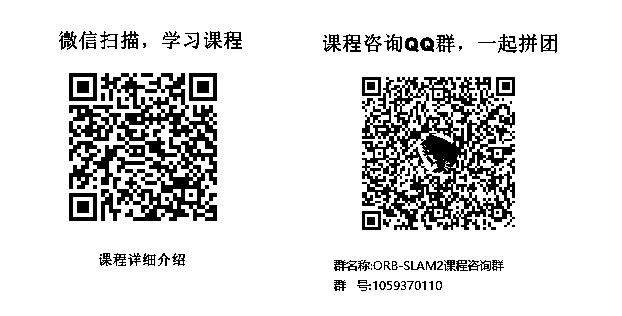 微信扫描，学习课程
课程咨询QQ群，一起拼团
课程详细介绍
群名称:ORB-SLAM2课程咨询群
群 号:1059370110